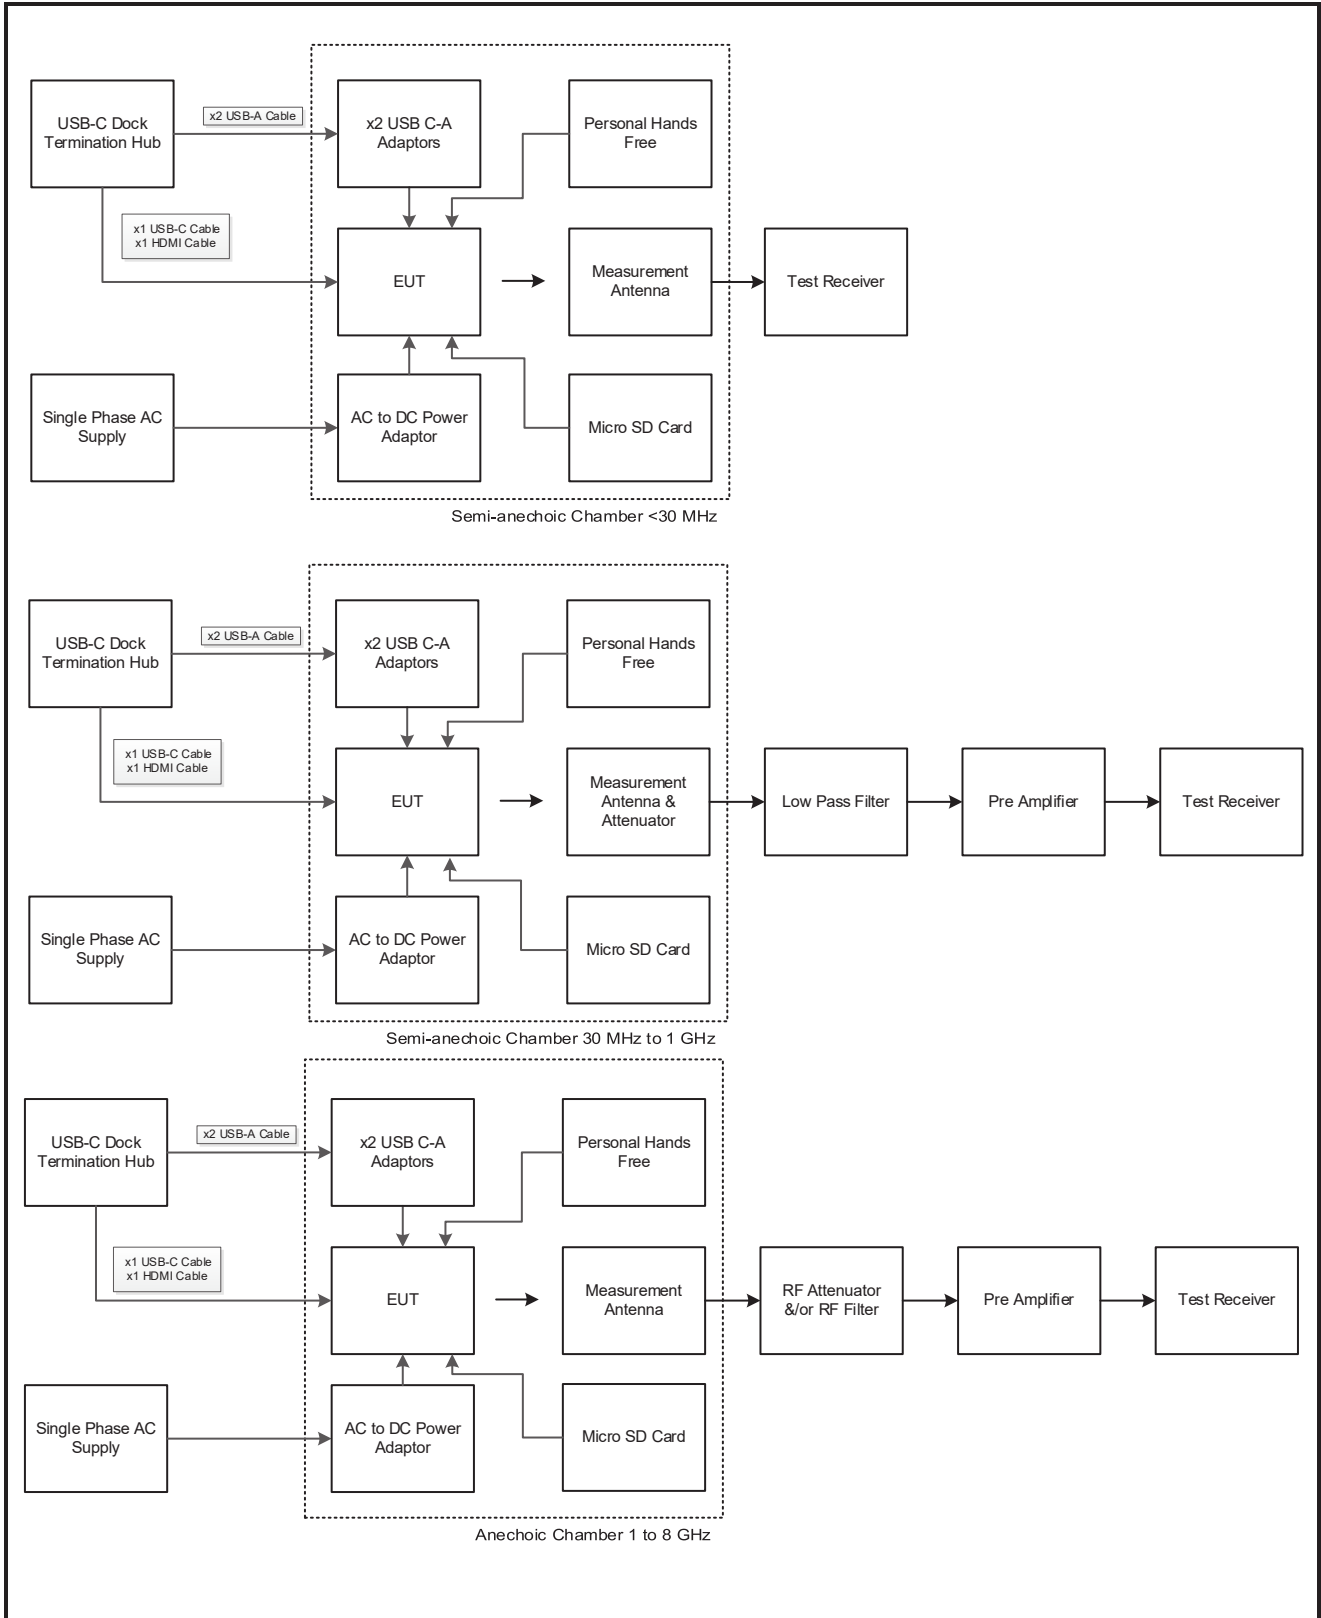 USB-C Dock
Termination Hub
x2 USB-A Cable
x2 USB C-A
Adaptors
Personal Hands
Free
x1 USB-C Cable
x1 HDMI Cable
EUT
Measurement
Antenna
Test Receiver
Single Phase AC
Supply
AC to DC Power
Adaptor
Micro SD Card
Semi-anechoic Chamber <30 MHz
USB-C Dock
Termination Hub
x2 USB-A Cable
x2 USB C-A
Adaptors
Personal Hands
Free
x1 USB-C Cable
x1 HDMI Cable
EUT
Measurement
Antenna &
Attenuator
Low Pass Filter
Pre Amplifier
Test Receiver
Single Phase AC
Supply
AC to DC Power
Adaptor
Micro SD Card
Semi-anechoic Chamber 30 MHz to 1 GHz
USB-C Dock
Termination Hub
x2 USB-A Cable
x2 USB C-A
Adaptors
Personal Hands
Free
x1 USB-C Cable
x1 HDMI Cable
EUT
Measurement
Antenna
RF Attenuator
&/or RF Filter
Pre Amplifier
Test Receiver
Single Phase AC
Supply
AC to DC Power
Adaptor
Micro SD Card
Anechoic Chamber 1 to 8 GHz